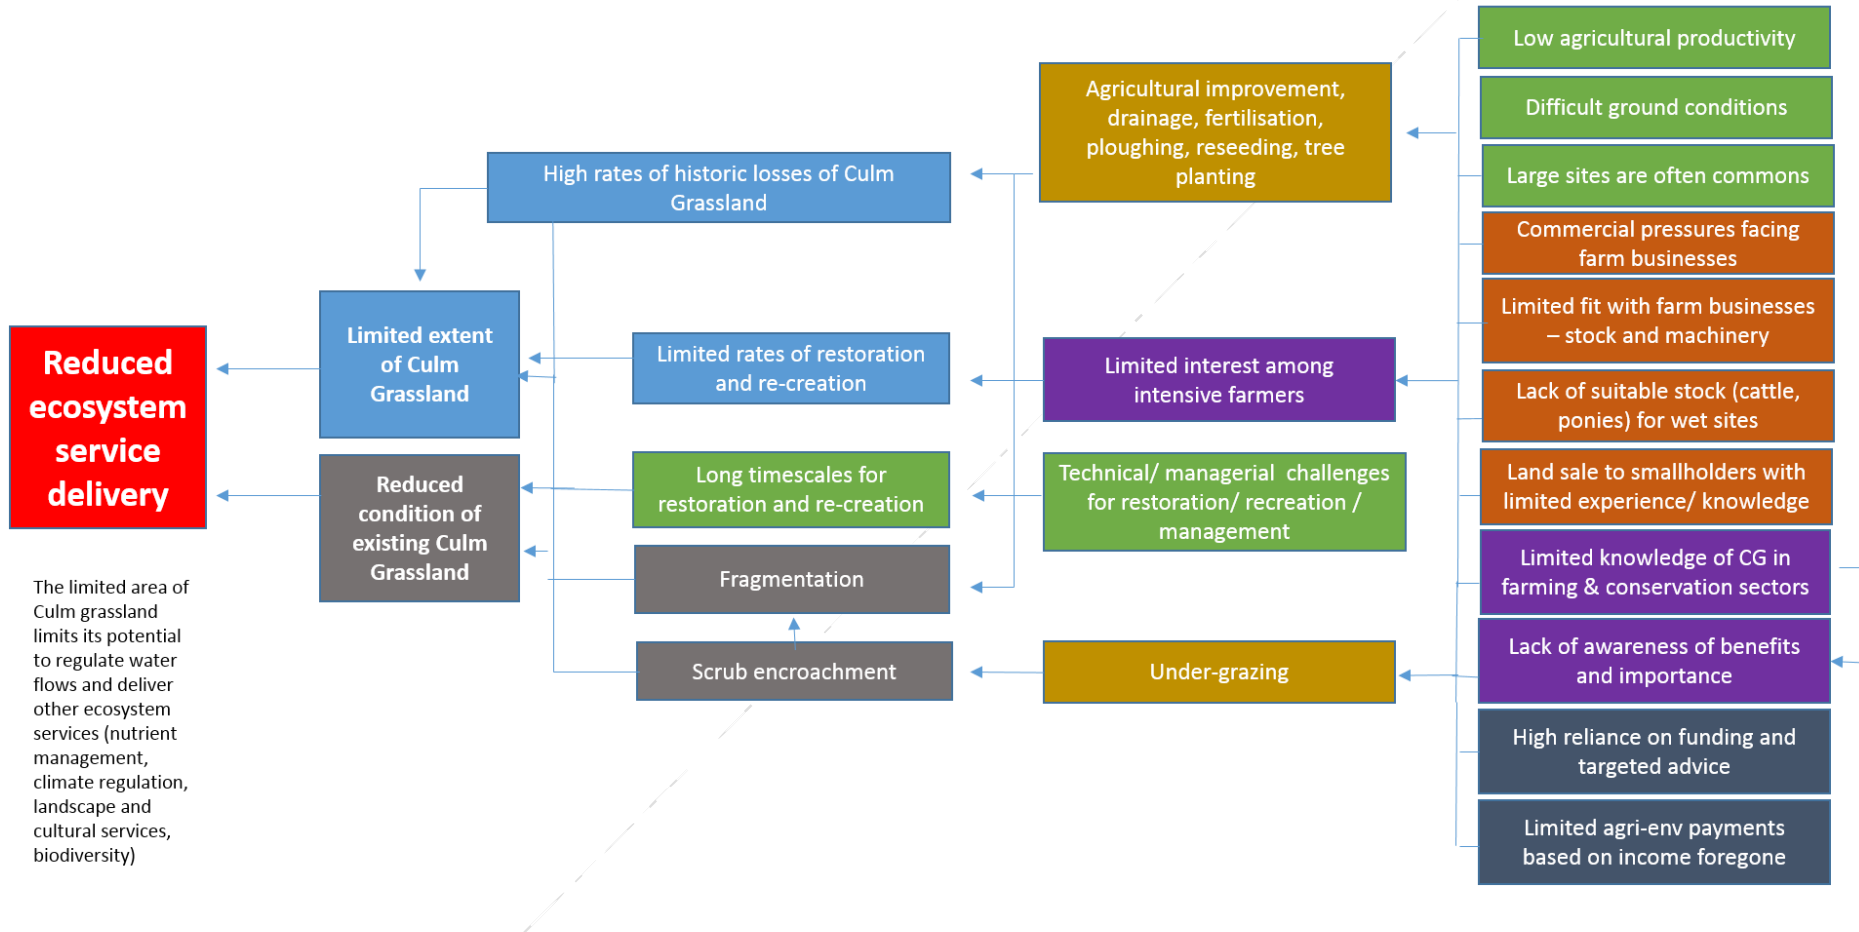 Reduced
ecosystem
service
delivery
The limited area of
Culm grassland
limits its potential
to regulate water
flows and deliver
other ecosystem
services (nutrient
management,
climate regulation,
landscape and
cultural services,
biodiversity)
Limited extent
of Culm
Grassland
Reduced
condition of
existing Culm
Grassland
High rates of historic losses of Culm
Grassland
Limited rates of restoration
and re-creation
Long timescales for
restoration and re-creation
Fragmentation
Scrub encroachment
Agricultural improvement,
drainage, fertilisation,
ploughing, reseeding, tree
planting
Limited interest among
intensive farmers
Technical/ managerial  challenges
for restoration/ recreation /
management
Under-grazing
Low agricultural productivity
Difficult ground conditions
Large sites are often commons
Commercial pressures facing
farm businesses
Limited fit with farm businesses
– stock and machinery
Lack of suitable stock (cattle,
ponies) for wet sites
Land sale to smallholders with
limited experience/ knowledge
Limited knowledge of CG in
farming & conservation sectors
Lack of awareness of benefits
and importance
High reliance on funding and
targeted advice
Limited agri-env payments
based on income foregone